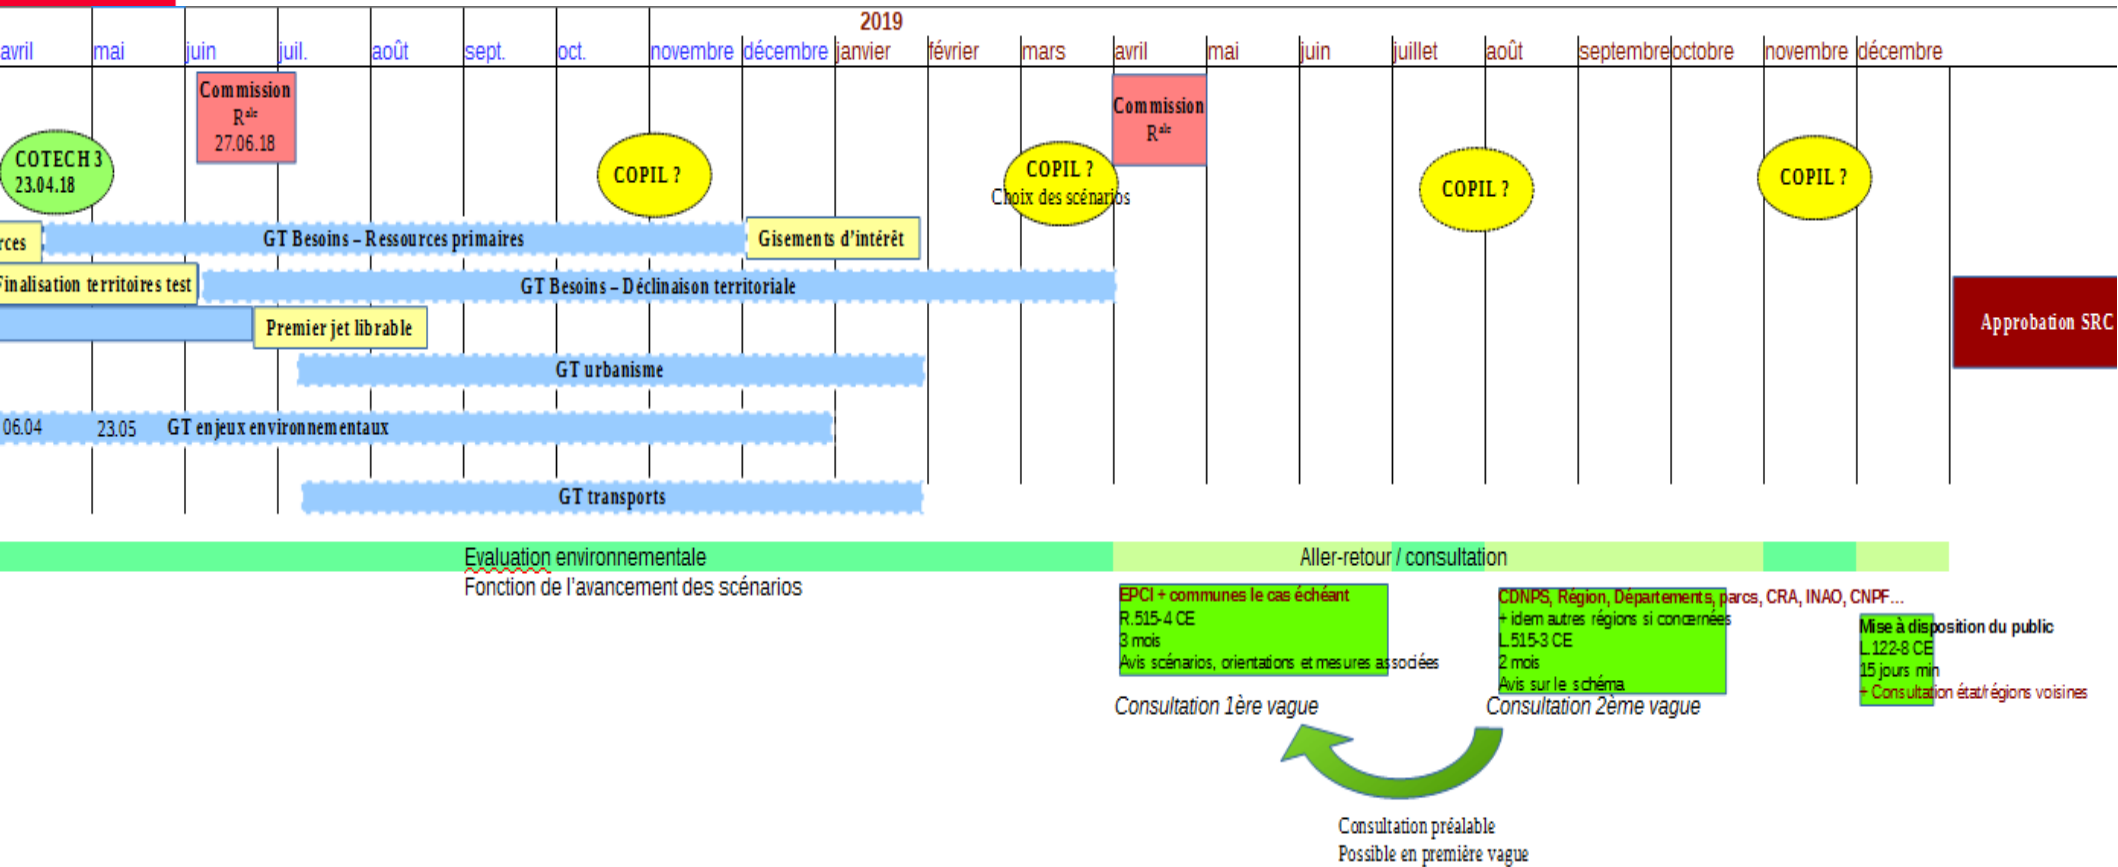 2019
avril mai juin juil. août sept. oct. novembre décembre janvier février mars avril mai juin juillet août septembre octobre novembre décembre
Commission
Rale
27.06.18
Commission
Rale
COTECH 3
23.04.18
COPIL ?
COPIL ?
Choix des scénarios
COPIL ?
COPIL ?
rces
GT Besoins – Ressources primaires
Gisements d'intérêt
Finalisation territoires test
GT Besoins – Déclinaison territoriale
Premier jet librable
Approbation SRC
GT urbanisme
06.04
23.05
GT enjeux environnementaux
GT transports
Evaluation environnementale
Fonction de l'avancement des scénarios
Aller-retour / consultation
EPCI + communes le cas échéant
R.515-4 CE
3 mois
Avis scénarios, orientations et mesures associées
Consultation 1ère vague
CDNPS, Région, Départements, parcs, CRA, INAO, CNPF...
+ idem autres régions si concernées
L.515-3 CE
2 mois
Avis sur le schéma
Consultation 2ème vague
Mise à disposition du public
L.122-8 CE
15 jours min
+ Consultation état/régions voisines
Consultation préalable
Possible en première vague